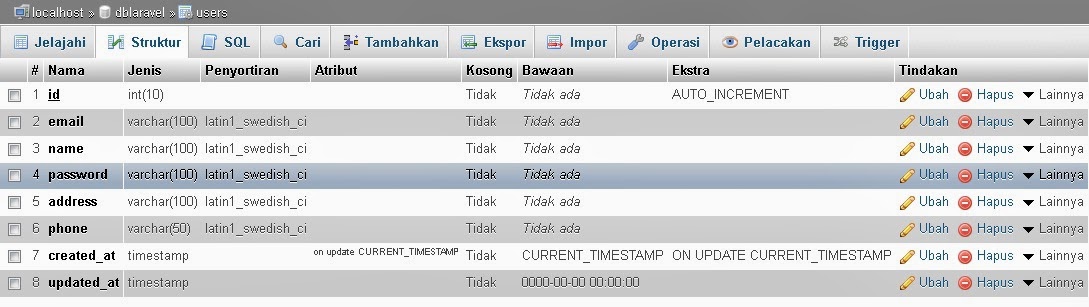 localhost » dblaravel » users
Jelajahi Struktur SQL Cari Tambahkan Ekspor Impor Operasi Pelacakan Trigger
# Nama Jenis Penyortiran Atribut Kosong Bawaan Ekstra Tindakan
1 id int(10) Tidak Tidak ada AUTO_INCREMENT Ubah Hapus Lainnya
2 email varchar(100) latin1_swedish_ci Tidak Tidak ada Ubah Hapus Lainnya
3 name varchar(100) latin1_swedish_ci Tidak Tidak ada Ubah Hapus Lainnya
4 password varchar(100) latin1_swedish_ci Tidak Tidak ada Ubah Hapus Lainnya
5 address varchar(100) latin1_swedish_ci Tidak Tidak ada Ubah Hapus Lainnya
6 phone varchar(50) latin1_swedish_ci Tidak Tidak ada Ubah Hapus Lainnya
7 created_at timestamp on update CURRENT_TIMESTAMP Tidak CURRENT_TIMESTAMP ON UPDATE CURRENT_TIMESTAMP Ubah Hapus Lainnya
8 updated_at timestamp Tidak 0000-00-00 00:00:00 Ubah Hapus Lainnya